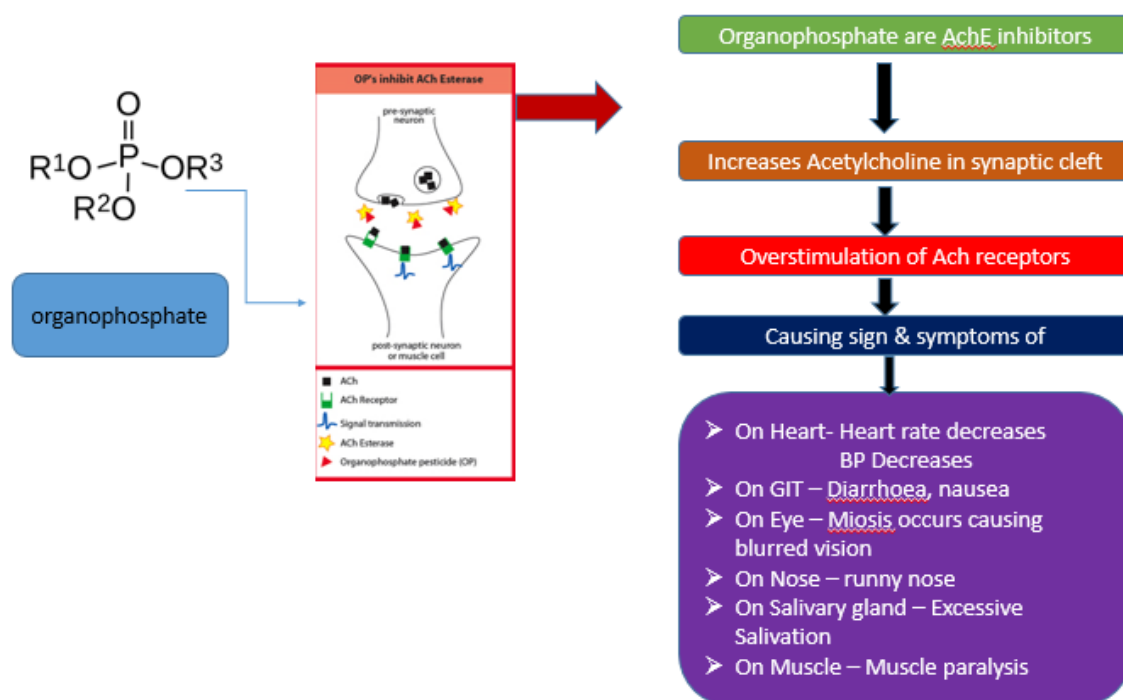 O
R¹O
P
OR³
R²O
organophosphate
OP's inhibit ACh Esterase
pre-synaptic
neuron
post-synaptic neuron
or muscle cell
ACh
ACh Receptor
Signal transmission
ACh Esterase
Organophosphate pesticide (OP)
Organophosphate are AchE inhibitors
Increases Acetylcholine in synaptic cleft
Overstimulation of Ach receptors
Causing sign & symptoms of
➢ On Heart- Heart rate decreases
BP Decreases
➢ On GIT – Diarrhoea, nausea
➢ On Eye – Miosis occurs causing
blurred vision
➢ On Nose – runny nose
➢ On Salivary gland – Excessive
Salivation
➢ On Muscle – Muscle paralysis